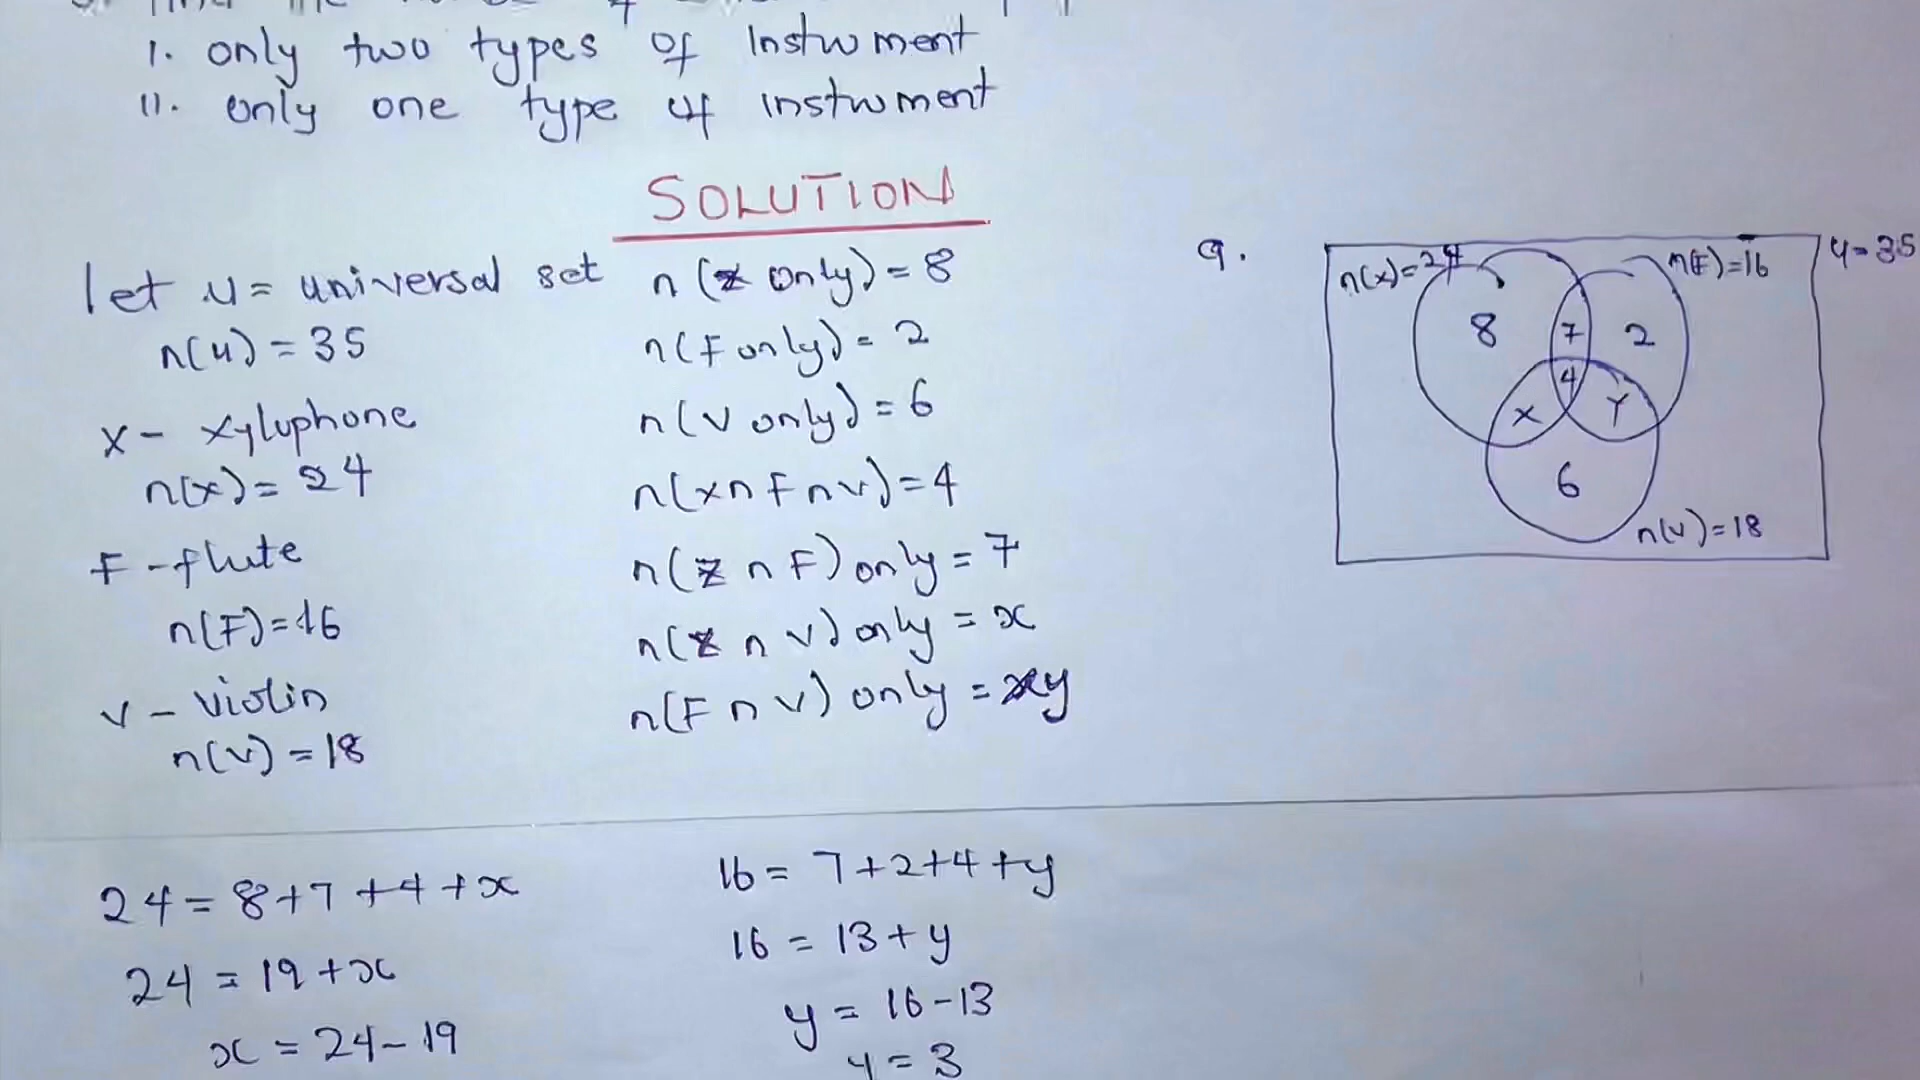 I. only two types of Instrument
II. only one type of instrument
SOLUTION
let U = universal set
n(U) = 35
X - xylophone
n(x) = 24
F - flute
n(F) = 16
V - violin
n(v) = 18
n(X only) = 8
n(F only) = 2
n(V only) = 6
n(X n F n V) = 4
n(X n F) only = 7
n(X n V) only = x
n(F n V) only = y
9.
n(x)=24
n(F)=16
U=35
8
7
2
4
x
Y
6
n(v)=18
24 = 8+7+4+x
24 = 19+x
x = 24-19
16 = 7+2+4+y
16 = 13+y
y = 16-13
y = 3